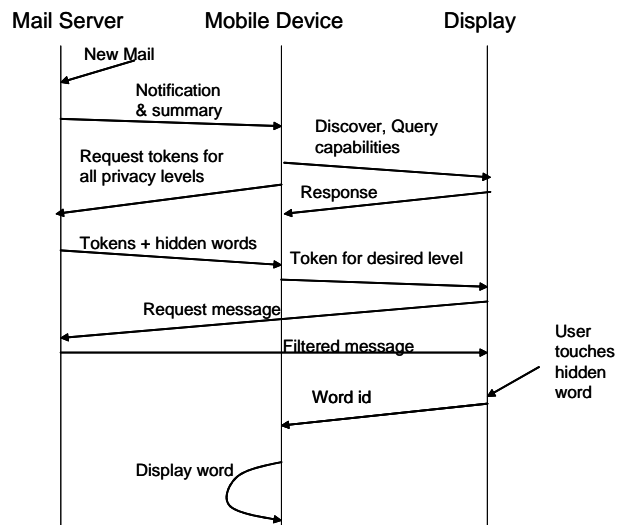 Mail Server
Mobile Device
Display
New Mail
Notification
& summary
Discover, Query
capabilities
Request tokens for
all privacy levels
Response
Tokens + hidden words
Token for desired level
Request message
Filtered message
User
touches
hidden
word
Word id
Display word